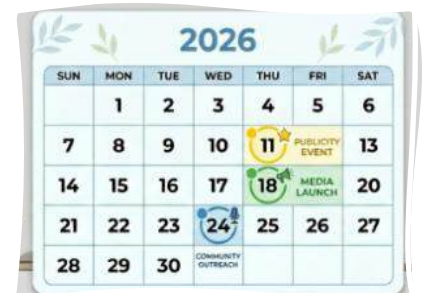 2026
SUN MON TUE WED THU FRI SAT
1 2 3 4 5 6
7 8 9 10 11 PUBLICITY EVENT 13
14 15 16 17 18 MEDIA LAUNCH 20
21 22 23 24 25 26 27
28 29 30 COMMUNITY OUTREACH